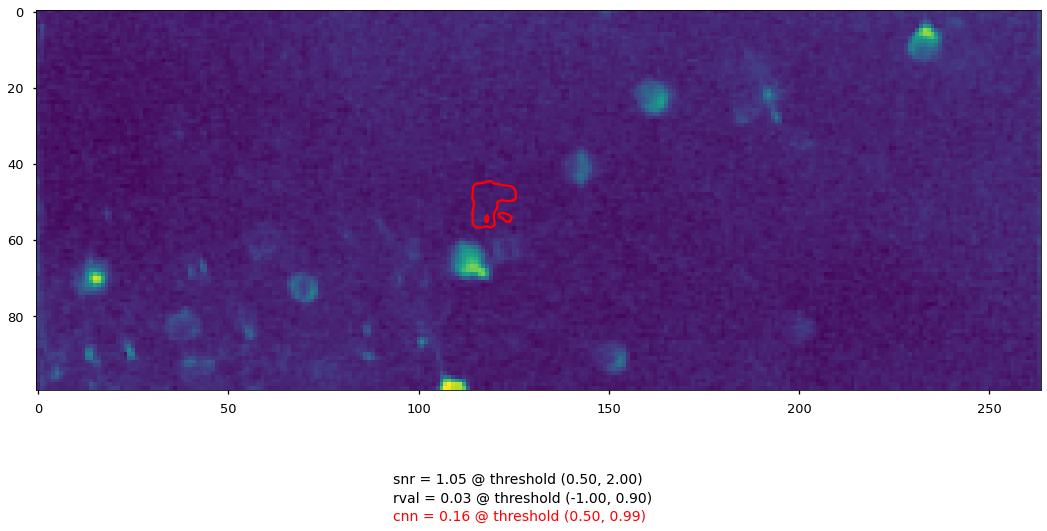 0
20
40
60
80
0 50 100 150 200 250
snr = 1.05 @ threshold (0.50, 2.00)
rval = 0.03 @ threshold (-1.00, 0.90)
cnn = 0.16 @ threshold (0.50, 0.99)